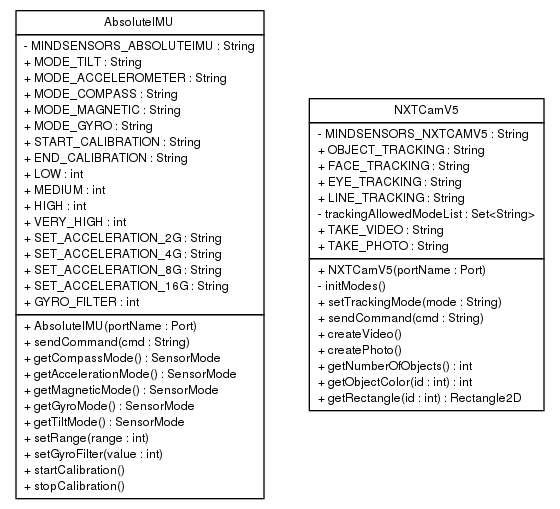 AbsoluteIMU
- MINDSENSORS_ABSOLUTEIMU : String
+ MODE_TILT : String
+ MODE_ACCELEROMETER : String
+ MODE_COMPASS : String
+ MODE_MAGNETIC : String
+ MODE_GYRO : String
+ START_CALIBRATION : String
+ END_CALIBRATION : String
+ LOW : int
+ MEDIUM : int
+ HIGH : int
+ VERY_HIGH : int
+ SET_ACCELERATION_2G : String
+ SET_ACCELERATION_4G : String
+ SET_ACCELERATION_8G : String
+ SET_ACCELERATION_16G : String
+ GYRO_FILTER : int
+ AbsoluteIMU(portName : Port)
+ sendCommand(cmd : String)
+ getCompassMode() : SensorMode
+ getAccelerationMode() : SensorMode
+ getMagneticMode() : SensorMode
+ getGyroMode() : SensorMode
+ getTiltMode() : SensorMode
+ setRange(range : int)
+ setGyroFilter(value : int)
+ startCalibration()
+ stopCalibration()
NXTCamV5
- MINDSENSORS_NXTCAMV5 : String
+ OBJECT_TRACKING : String
+ FACE_TRACKING : String
+ EYE_TRACKING : String
+ LINE_TRACKING : String
- trackingAllowedModeList : Set<String>
+ TAKE_VIDEO : String
+ TAKE_PHOTO : String
+ NXTCamV5(portName : Port)
- initModes()
+ setTrackingMode(mode : String)
+ sendCommand(cmd : String)
+ createVideo()
+ createPhoto()
+ getNumberOfObjects() : int
+ getObjectColor(id : int) : int
+ getRectangle(id : int) : Rectangle2D